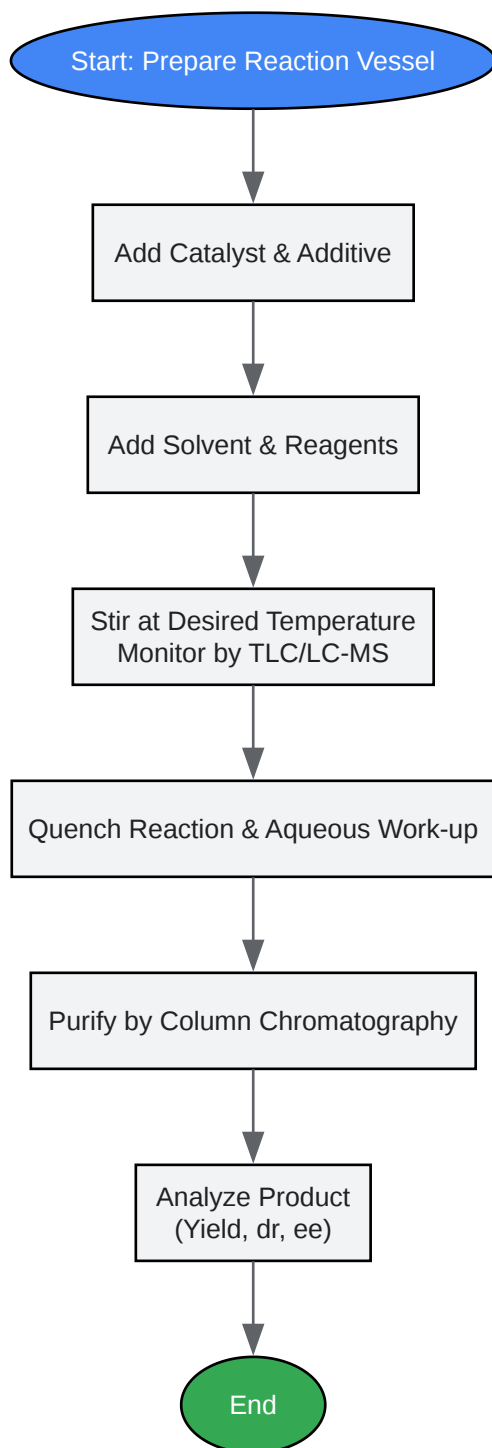 Start: Prepare Reaction Vessel
Add Catalyst & Additive
Add Solvent & Reagents
Stir at Desired Temperature
Monitor by TLC/LC-MS
Quench Reaction & Aqueous Work-up
Purify by Column Chromatography
Analyze Product
(Yield, dr, ee)
End